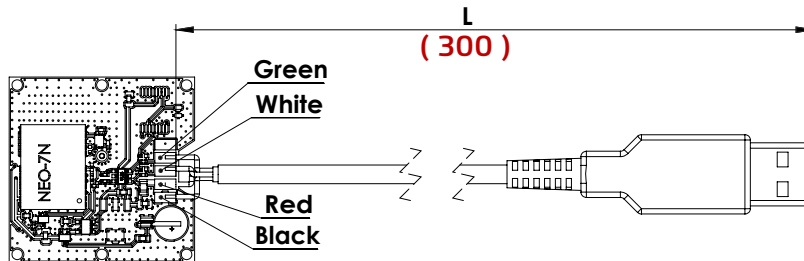 L
( 300 )
Green
White
NEO-7N
Red
Black